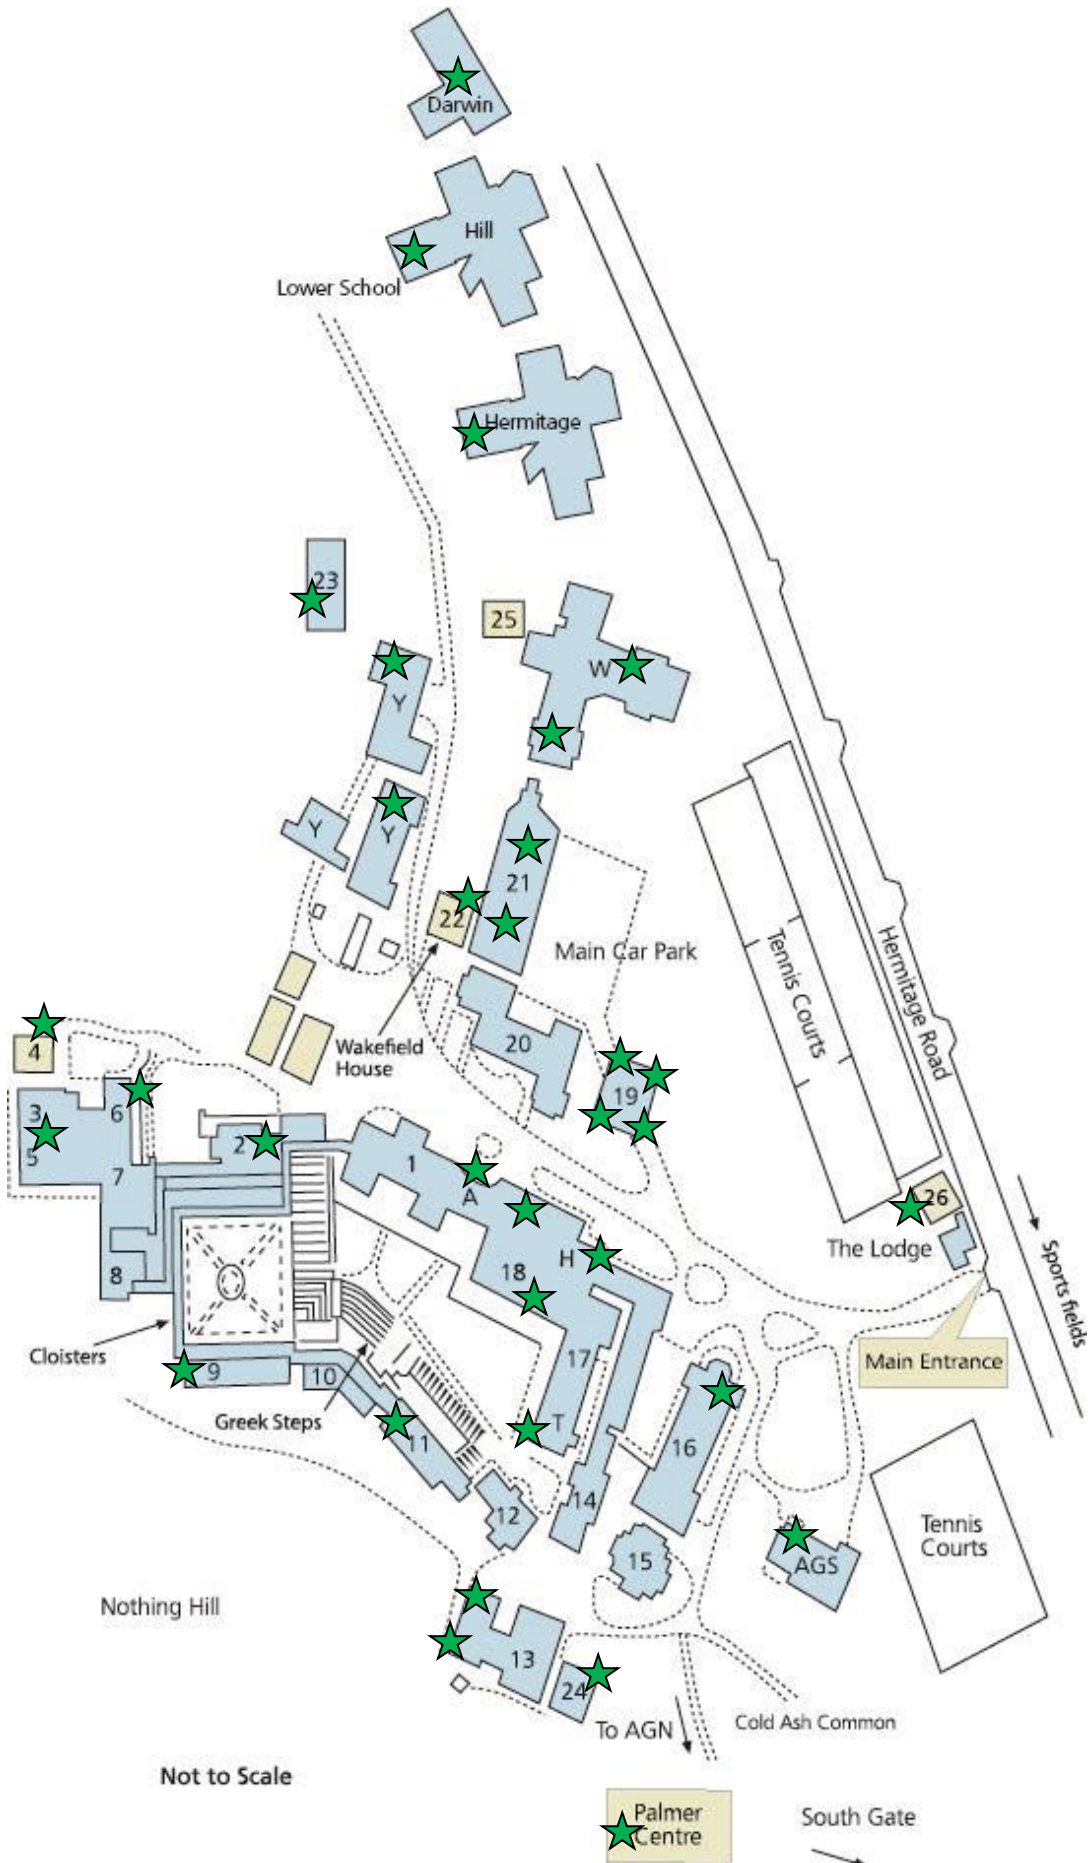 Darwin
Hill
Lower School
Hermitage
23
25
W
Y
Y
Y
21
22
Main Car Park
Tennis Courts
Hermitage Road
Wakefield
House
20
19
4
3
5
6
7
8
2
1
A
H
18
17
T
26
The Lodge
Sports fields
Main Entrance
Cloisters
9
10
Greek Steps
11
12
14
16
15
AGS
Tennis
Courts
Nothing Hill
13
24
To AGN
Cold Ash Common
Not to Scale
Palmer
Centre
South Gate